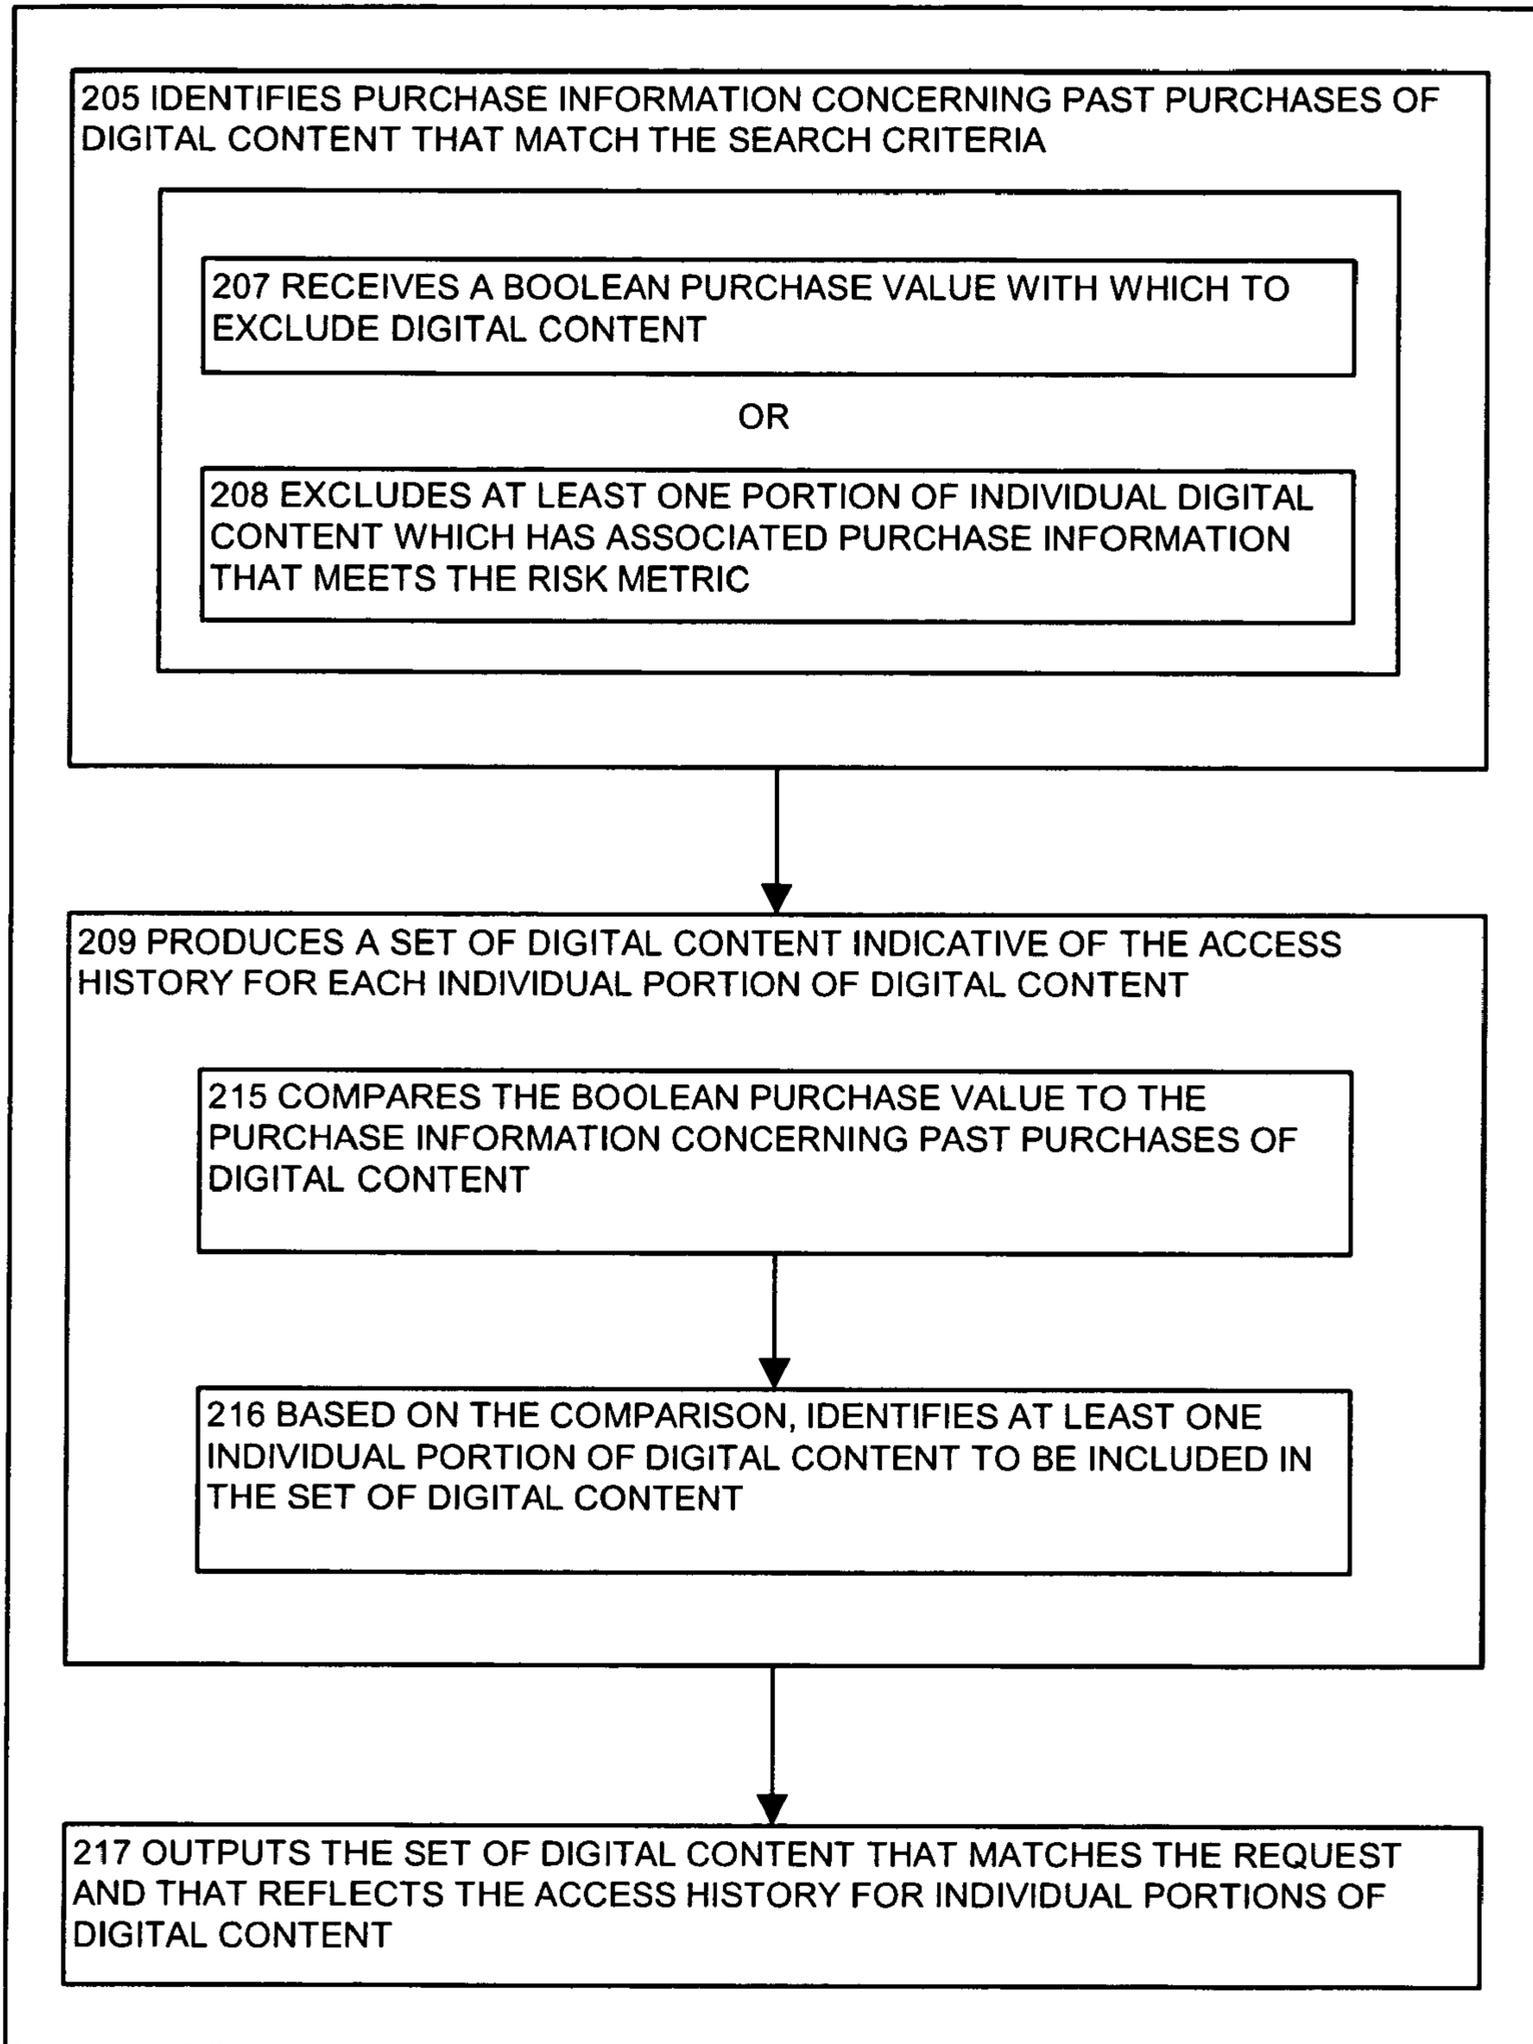 205 IDENTIFIES PURCHASE INFORMATION CONCERNING PAST PURCHASES OF
DIGITAL CONTENT THAT MATCH THE SEARCH CRITERIA
207 RECEIVES A BOOLEAN PURCHASE VALUE WITH WHICH TO
EXCLUDE DIGITAL CONTENT
OR
208 EXCLUDES AT LEAST ONE PORTION OF INDIVIDUAL DIGITAL
CONTENT WHICH HAS ASSOCIATED PURCHASE INFORMATION
THAT MEETS THE RISK METRIC
209 PRODUCES A SET OF DIGITAL CONTENT INDICATIVE OF THE ACCESS
HISTORY FOR EACH INDIVIDUAL PORTION OF DIGITAL CONTENT
215 COMPARES THE BOOLEAN PURCHASE VALUE TO THE
PURCHASE INFORMATION CONCERNING PAST PURCHASES OF
DIGITAL CONTENT
216 BASED ON THE COMPARISON, IDENTIFIES AT LEAST ONE
INDIVIDUAL PORTION OF DIGITAL CONTENT TO BE INCLUDED IN
THE SET OF DIGITAL CONTENT
217 OUTPUTS THE SET OF DIGITAL CONTENT THAT MATCHES THE REQUEST
AND THAT REFLECTS THE ACCESS HISTORY FOR INDIVIDUAL PORTIONS OF
DIGITAL CONTENT